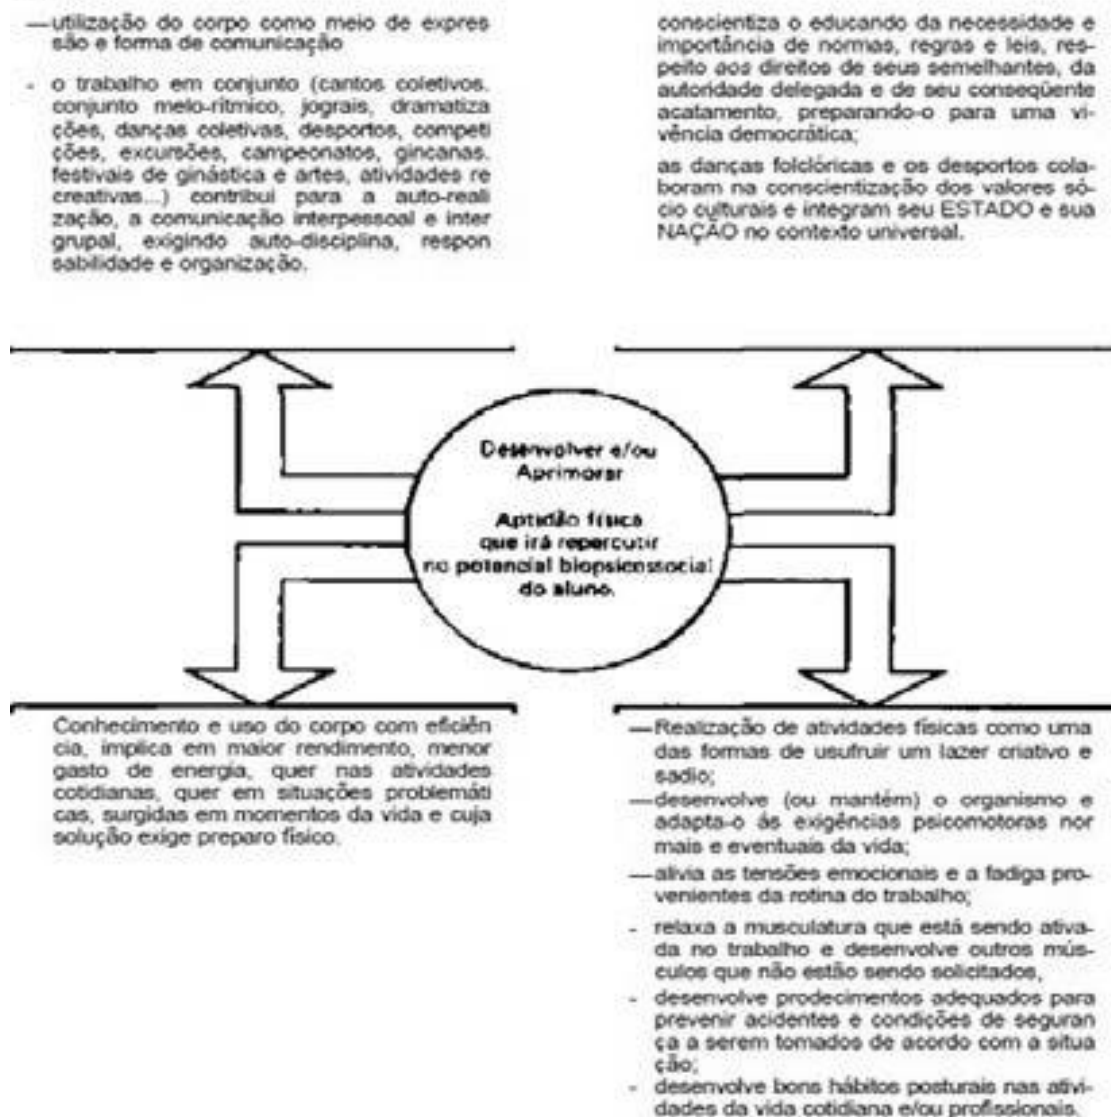 —utilização do corpo como meio de expres
são e forma de comunicação
- o trabalho em conjunto (cantos coletivos.
conjunto melo-rítmico, jograis, dramatiza
ções, danças coletivas, desportos, competi
ções, excursões, campeonatos, gincanas.
festivais de ginástica e artes, atividades re
creativas...) contribui para a auto-reali
zação, a comunicação interpessoal e inter
grupal, exigindo auto-disciplina, respon
sabilidade e organização.
conscientiza o educando da necessidade e
importância de normas, regras e leis, res-
peito aos direitos de seus semelhantes, da
autoridade delegada e de seu conseqüente
acatamento, preparando-o para uma vi-
vência democrática;
as danças folclóricas e os desportos cola-
boram na conscientização dos valores só-
cio culturais e integram seu ESTADO e sua
NAÇÃO no contexto universal.
Desenvolver e/ou
Aprimorar
Aptidão física
que irá repercutir
no potencial biopsicossocial
do aluno.
Conhecimento e uso do corpo com eficiên
cia, implica em maior rendimento, menor
gasto de energia, quer nas atividades
cotidianas, quer em situações problemáti
cas, surgidas em momentos da vida e cuja
solução exige preparo físico.
—Realização de atividades físicas como uma
das formas de usufruir um lazer criativo e
sadio;
—desenvolve (ou mantém) o organismo e
adapta-o ás exigências psicomotoras nor
mais e eventuais da vida;
—alivia as tensões emocionais e a fadiga pro-
venientes da rotina do trabalho;
- relaxa a musculatura que está sendo ativa-
da no trabalho e desenvolve outros mús-
culos que não estão sendo solicitados,
- desenvolve prodecimentos adequados para
prevenir acidentes e condições de seguran
ça a serem tomados de acordo com a situa
ção;
- desenvolve bons hábitos posturais nas ativi-
dades da vida cotidiana e/ou profissionais.